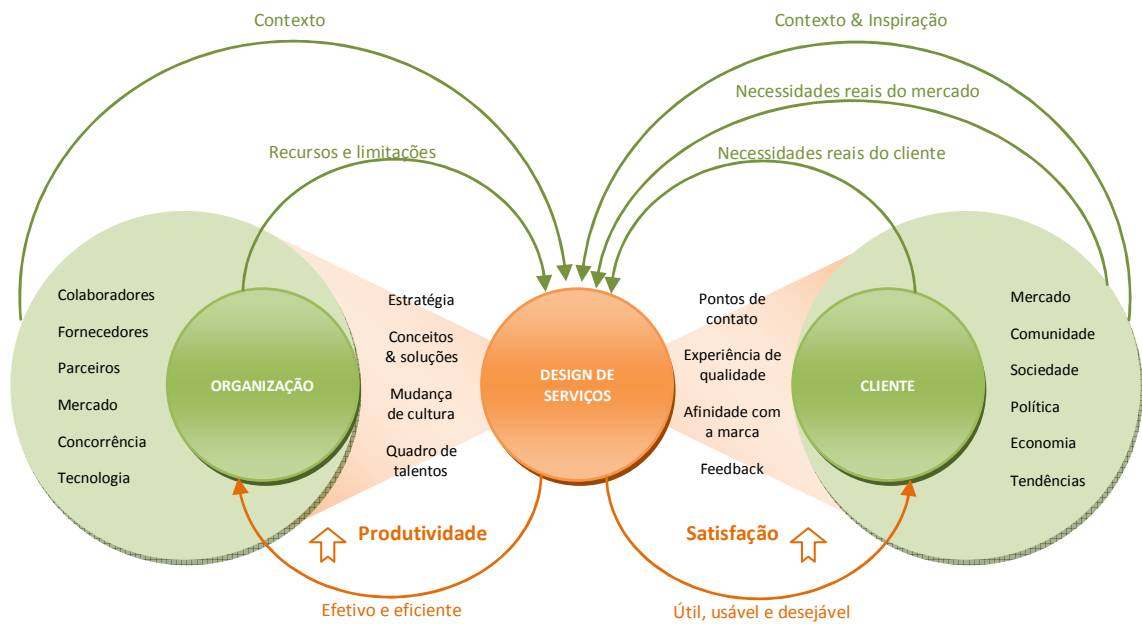 Contexto
Contexto & Inspiração
Necessidades reais do mercado
Recursos e limitações
Necessidades reais do cliente
Colaboradores
Fornecedores
Parceiros
Mercado
Concorrência
Tecnologia
ORGANIZAÇÃO
Estratégia
Conceitos
& soluções
Mudança
de cultura
Quadro de
talentos
DESIGN DE
SERVIÇOS
Pontos de
contato
Experiência de
qualidade
Afinidade com
a marca
Feedback
CLIENTE
Mercado
Comunidade
Sociedade
Política
Economia
Tendências
Produtividade
Satisfação
Efetivo e eficiente
Útil, usável e desejável